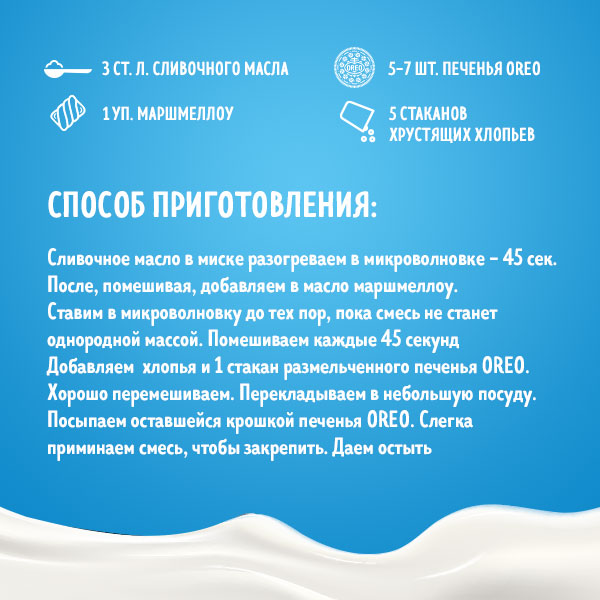 3 СТ. Л. СЛИВОЧНОГО МАСЛА
OREO
5–7 ШТ. ПЕЧЕНЬЯ OREO
1 УП. МАРШМЕЛЛОУ
5 СТАКАНОВ
ХРУСТЯЩИХ ХЛОПЬЕВ
СПОСОБ ПРИГОТОВЛЕНИЯ:
Сливочное масло в миске разогреваем в микроволновке – 45 сек.
После, помешивая, добавляем в масло маршмеллоу.
Ставим в микроволновку до тех пор, пока смесь не станет
однородной массой. Помешиваем каждые 45 секунд
Добавляем хлопья и 1 стакан размельченного печенья OREO.
Хорошо перемешиваем. Перекладываем в небольшую посуду.
Посыпаем оставшейся крошкой печенья OREO. Слегка
приминаем смесь, чтобы закрепить. Даем остыть